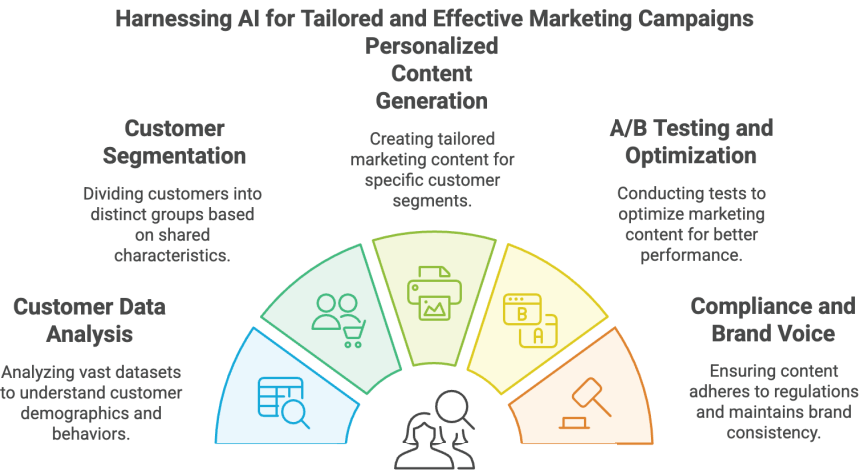 Harnessing AI for Tailored and Effective Marketing Campaigns
Customer Data
Analysis
Analyzing vast datasets
to understand customer
demographics and
behaviors.
Customer
Segmentation
Dividing customers into
distinct groups based
on shared
characteristics.
Personalized
Content
Generation
Creating tailored
marketing content for
specific customer
segments.
A/B Testing and
Optimization
Conducting tests to
optimize marketing
content for better
performance.
Compliance and
Brand Voice
Ensuring content
adheres to regulations
and maintains brand
consistency.
B
A